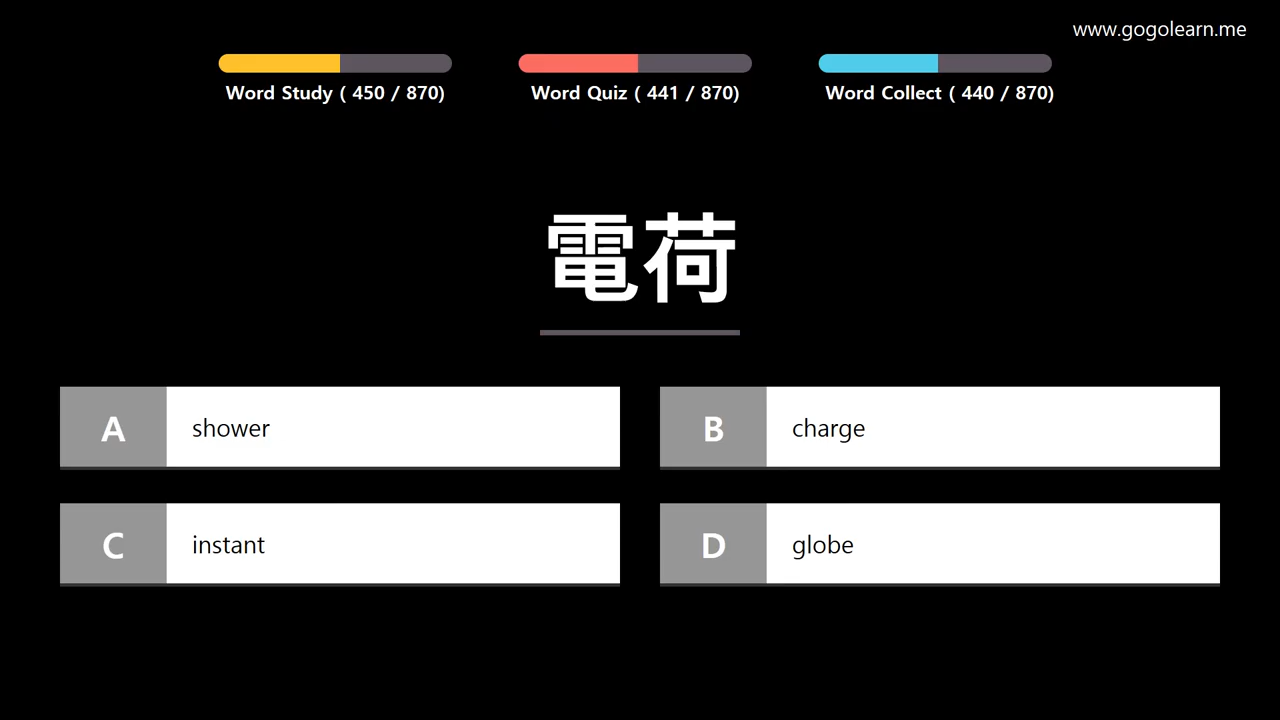 www.gogolearn.me
Word Study ( 450 / 870)
Word Quiz ( 441 / 870)
Word Collect ( 440 / 870)
電荷
A shower
B charge
C instant
D globe